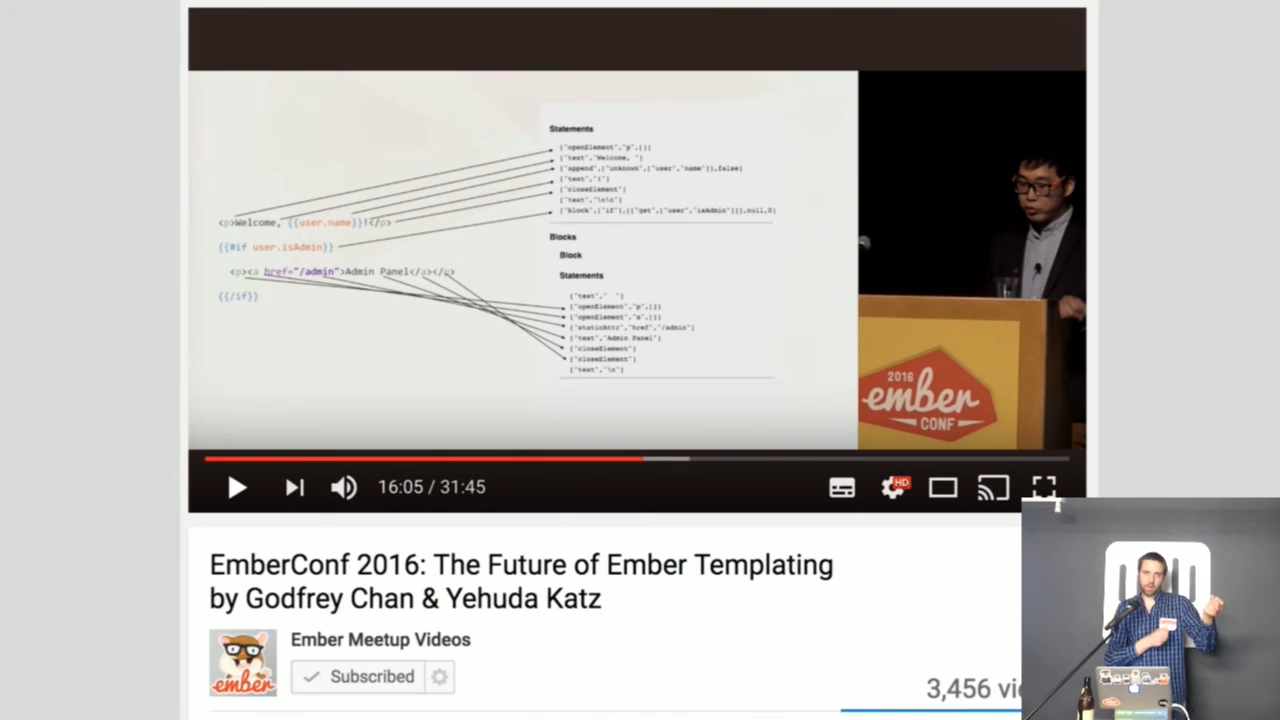 Statements
["openElement","p",[]]
["text","Welcome, "]
["append",["unknown",["user","name"]],false]
["text","!"]
["closeElement"]
["text","\n\n"]
["block",["if"],[["get",["user","isAdmin"]]],null,0]
<p>Welcome, {{user.name}}!</p>
{{#if user.isAdmin}}
<p><a href="/admin">Admin Panel</a></p>
{{/if}}
Blocks
Block
Statements
["text","  "]
["openElement","p",[]]
["openElement","a",[]]
["staticAttr","href","/admin"]
["text","Admin Panel"]
["closeElement"]
["closeElement"]
["text","\n"]
2016
ember
CONF
16:05 / 31:45
HD
EmberConf 2016: The Future of Ember Templating
by Godfrey Chan & Yehuda Katz
Ember Meetup Videos
ember
Subscribed
3,456